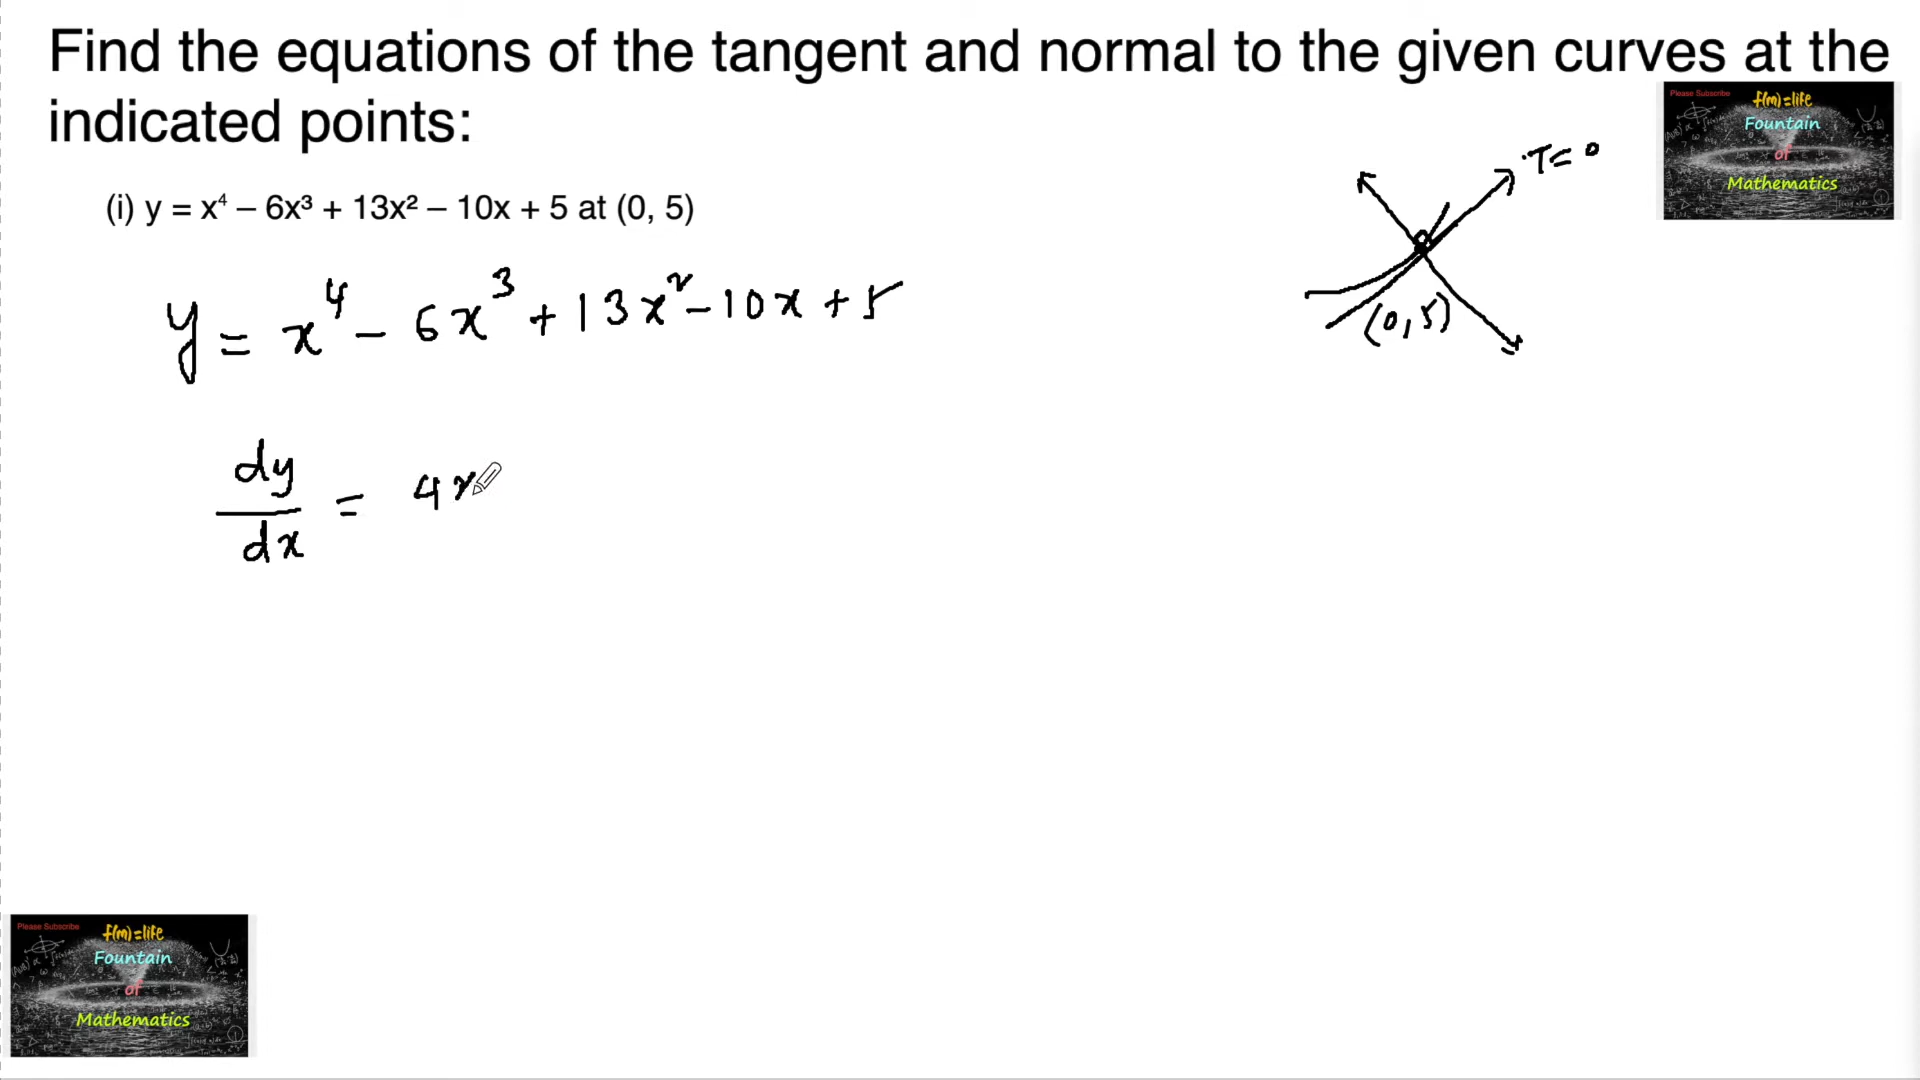 Find the equations of the tangent and normal to the given curves at the
indicated points:
Please Subscribe
f(m)=life
Fountain
of
Mathematics
T= 0
(i) y = x⁴ – 6x³ + 13x² – 10x + 5 at (0, 5)
y = x⁴ – 6x³ + 13x² – 10x + 5
(0, 5)
dy
dx
= 4x
Please Subscribe
f(m)=life
Fountain
of
Mathematics